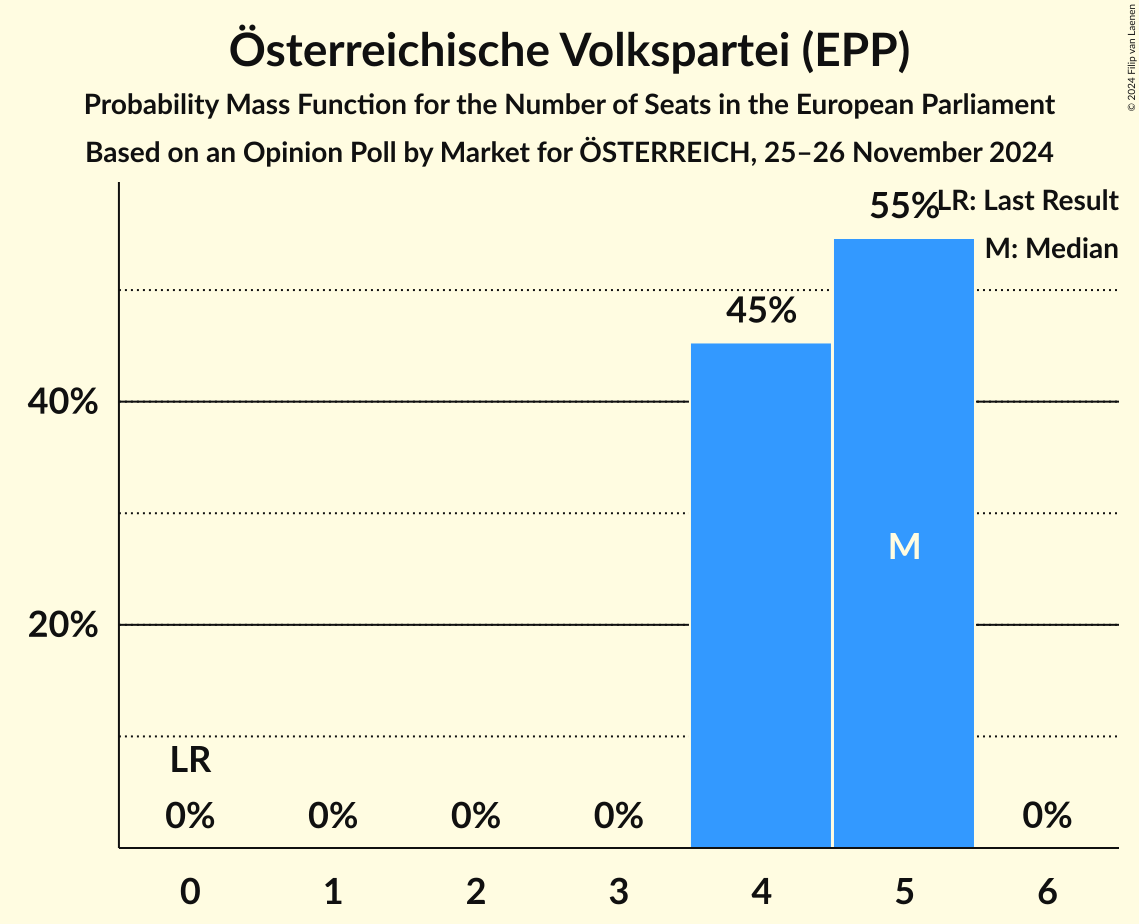 Österreichische Volkspartei (EPP)
Probability Mass Function for the Number of Seats in the European Parliament
Based on an Opinion Poll by Market for ÖSTERREICH, 25–26 November 2024
© 2024 Filip van Laenen
LR: Last Result
M: Median
55%
45%
40%
M
20%
LR
0% 0% 0% 0% 0%
0 1 2 3 4 5 6